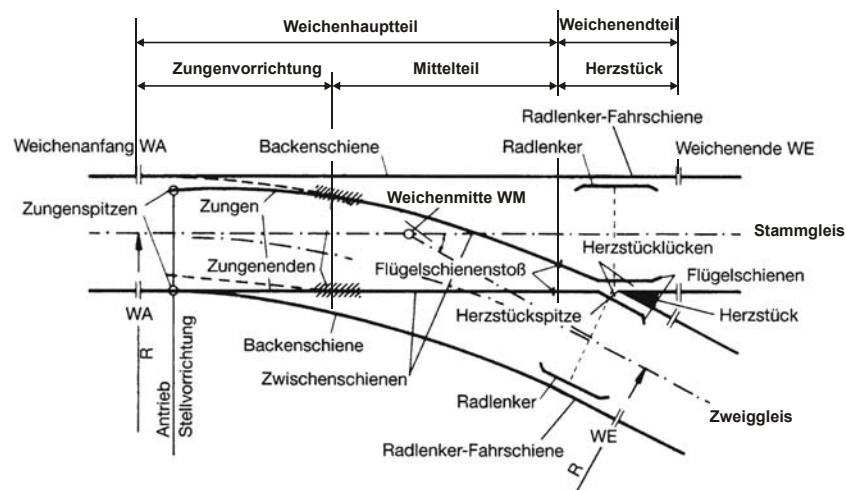 Weichenhauptteil
Weichenendteil
Zungenvorrichtung
Mittelteil
Herzstück
Radlenker-Fahrschiene
Weichenanfang WA
Backenschiene
Radlenker
Weichenende WE
Zungenspitzen
Zungen
Weichenmitte WM
Stammgleis
Herzstücklücken
Zungenenden
Flügelschienenstoß
Flügelschienen
WA
Herzstückspitze
Herzstück
R
Backenschiene
Zwischenschienen
Antrieb
Stellvorrichtung
Radlenker
Zweiggleis
R
WE
Radlenker-Fahrschiene
R